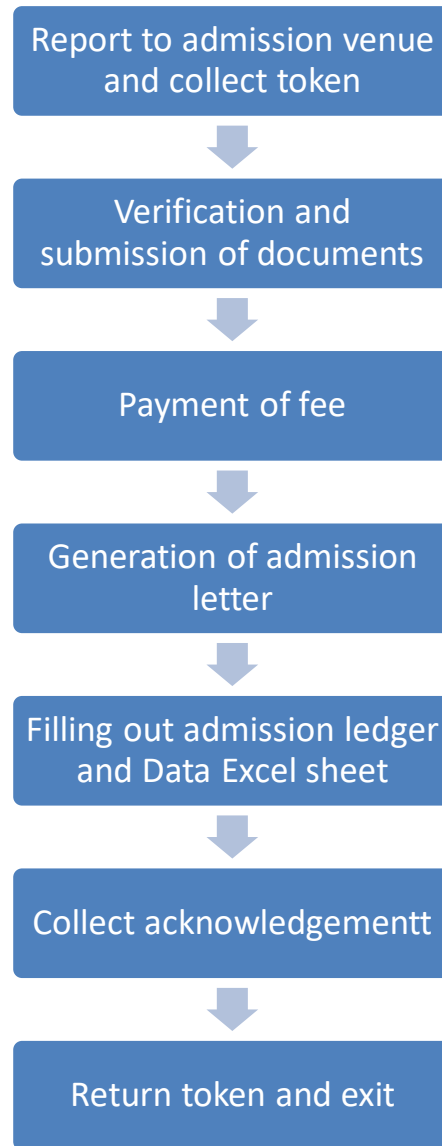 Report to admission venue
and collect token
Verification and
submission of documents
Payment of fee
Generation of admission
letter
Filling out admission ledger
and Data Excel sheet
Collect acknowledgementt
Return token and exit